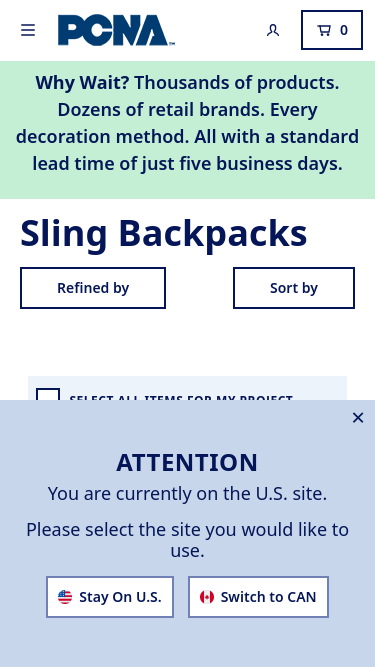 PCNA
0
Why Wait? Thousands of products.
Dozens of retail brands. Every
decoration method. All with a standard
lead time of just five business days.
Sling Backpacks
Refined by
Sort by
SELECT ALL ITEMS FOR MY PROJECT
ATTENTION
You are currently on the U.S. site.
Please select the site you would like to
use.
Stay On U.S.
Switch to CAN